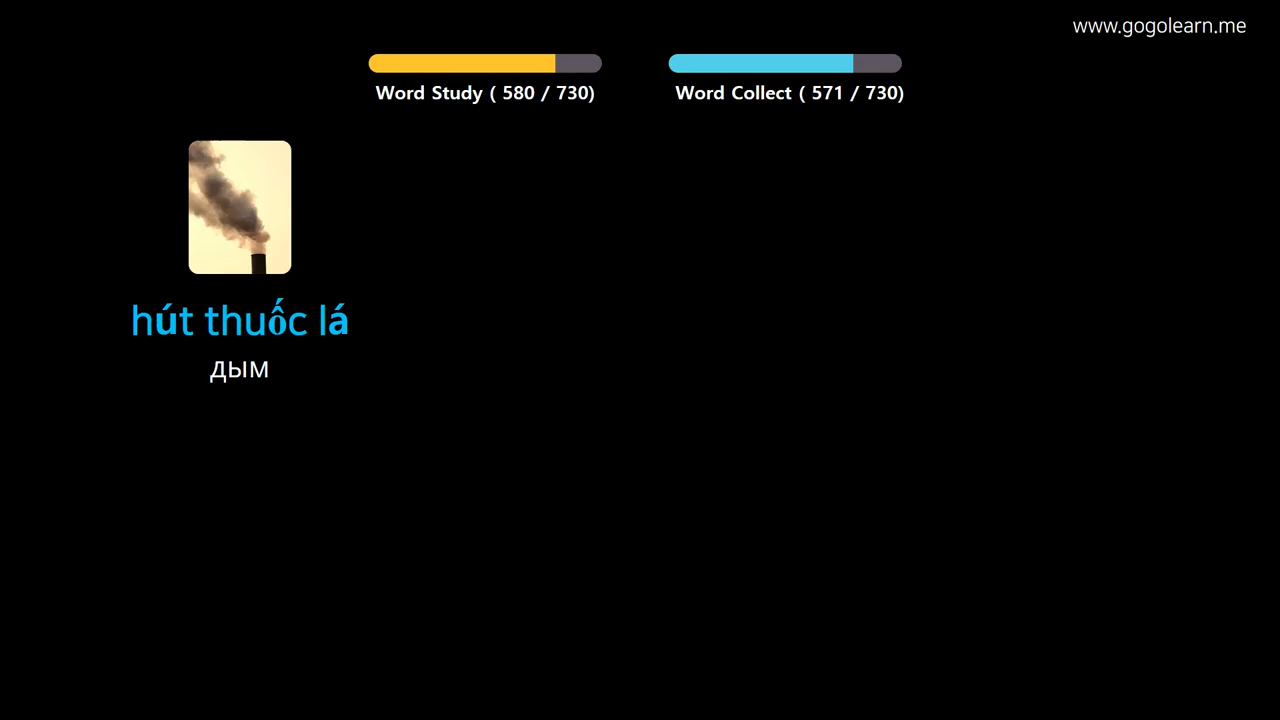 www.gogolearn.me
Word Study ( 580 / 730)
Word Collect ( 571 / 730)
hút thuốc lá
дым